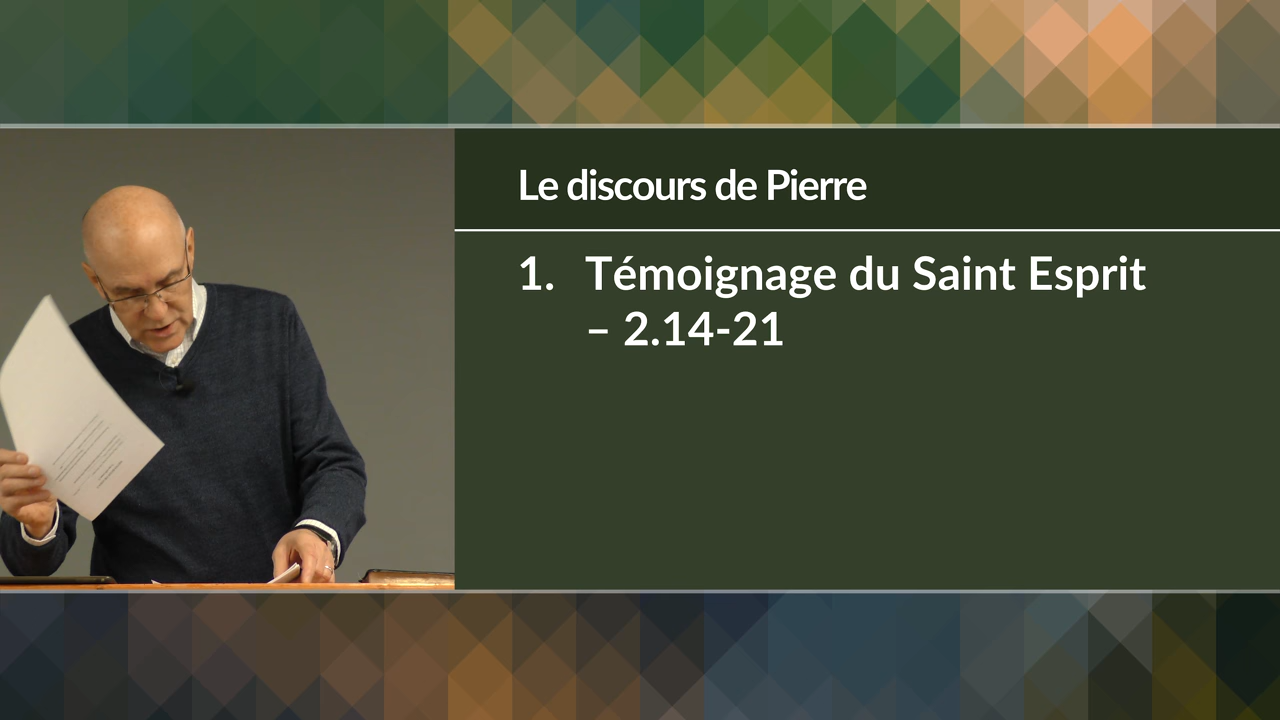 Le discours de Pierre
1. Témoignage du Saint Esprit
– 2.14-21